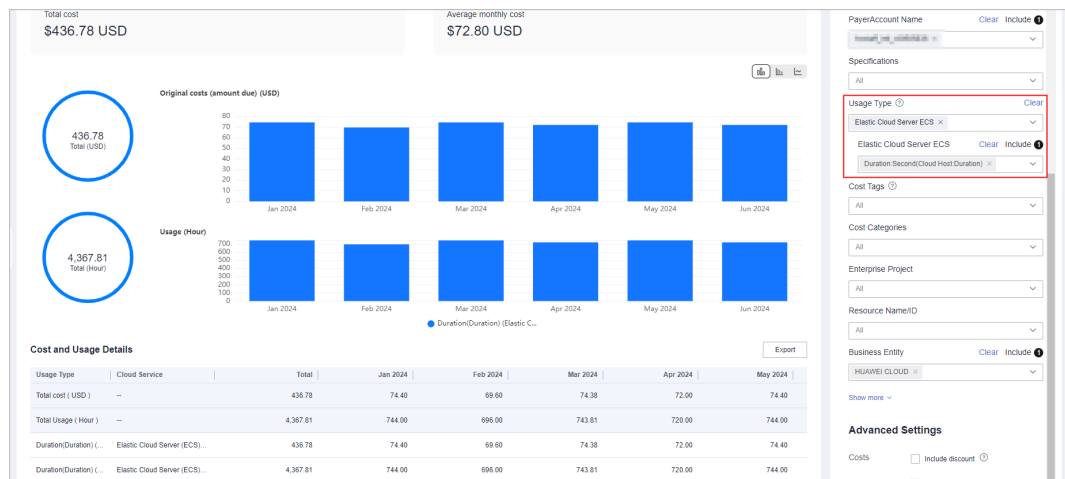 Total cost
$436.78 USD
Average monthly cost
$72.80 USD
436.78
Total (USD)
Original costs (amount due) (USD)
80
70
60
50
40
30
20
10
0
Jan 2024 Feb 2024 Mar 2024 Apr 2024 May 2024 Jun 2024
4,367.81
Total (Hour)
Usage (Hour)
700
600
500
400
300
200
100
0
Jan 2024 Feb 2024 Mar 2024 Apr 2024 May 2024 Jun 2024
Duration(Duration) (Elastic C...
Cost and Usage Details
Export
Usage Type Cloud Service Total Jan 2024 Feb 2024 Mar 2024 Apr 2024 May 2024
Total cost ( USD ) -- 436.78 74.40 69.60 74.38 72.00 74.40
Total Usage ( Hour ) -- 4,367.81 744.00 696.00 743.81 720.00 744.00
Duration(Duration) (... Elastic Cloud Server (ECS)... 436.78 74.40 69.60 74.38 72.00 74.40
Duration(Duration) (... Elastic Cloud Server (ECS)... 4,367.81 744.00 696.00 743.81 720.00 744.00
PayerAccount Name Clear Include 1
Specifications
All
Usage Type ? Clear
Elastic Cloud Server ECS ×
Elastic Cloud Server ECS Clear Include 1
Duration:Second(Cloud Host:Duration) ×
Cost Tags ?
All
Cost Categories
All
Enterprise Project
All
Resource Name/ID
All
Business Entity Clear Include 1
HUAWEI CLOUD ×
Show more
Advanced Settings
Costs Include discount ?